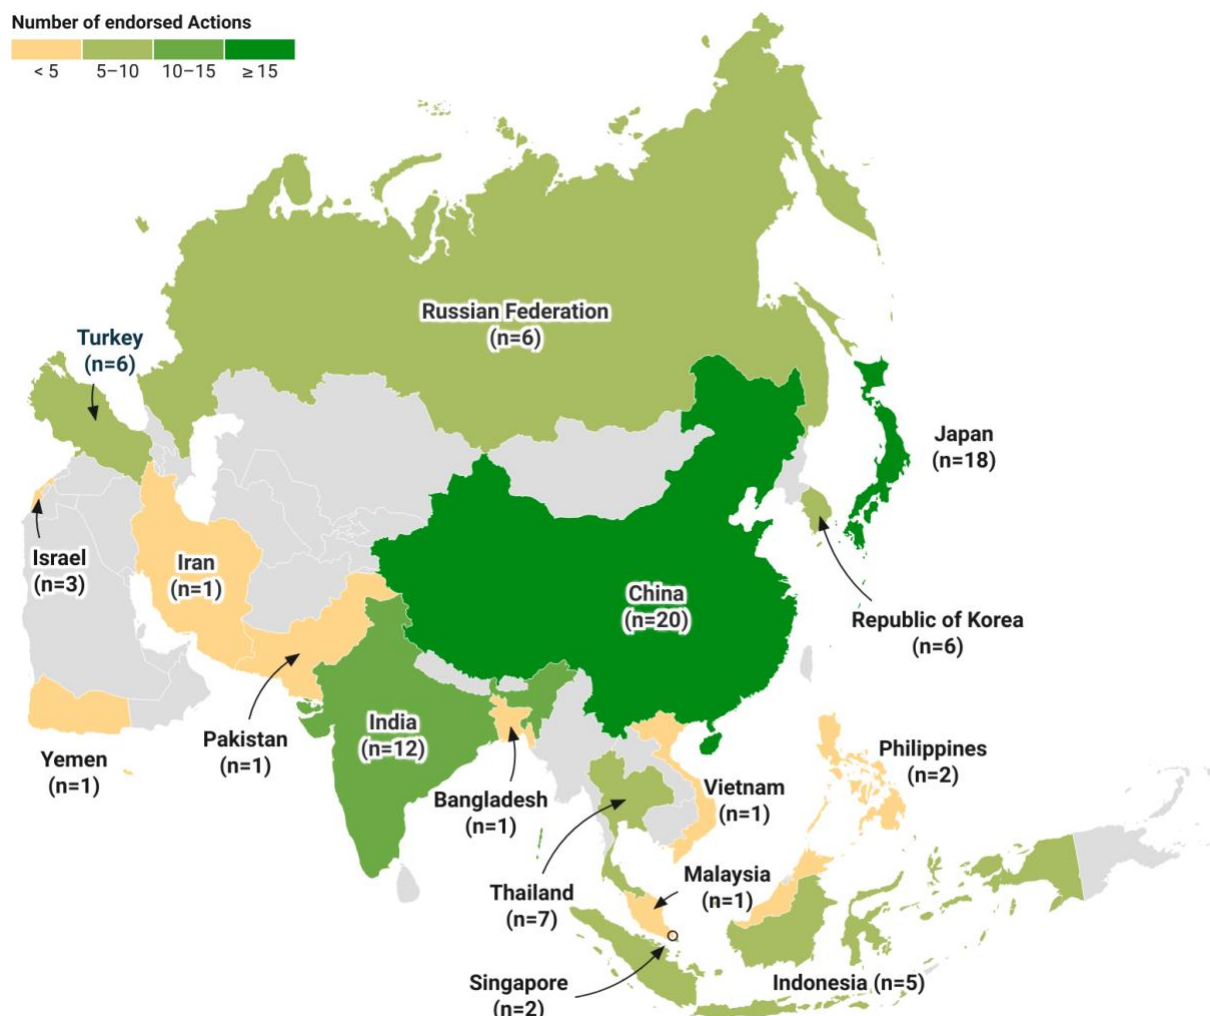 Number of endorsed Actions
< 5
5–10
10–15
≥ 15
Russian Federation
(n=6)
Turkey
(n=6)
Japan
(n=18)
Israel
(n=3)
Iran
(n=1)
China
(n=20)
Republic of Korea
(n=6)
India
(n=12)
Pakistan
(n=1)
Yemen
(n=1)
Bangladesh
(n=1)
Vietnam
(n=1)
Philippines
(n=2)
Thailand
(n=7)
Malaysia
(n=1)
Singapore
(n=2)
Indonesia (n=5)